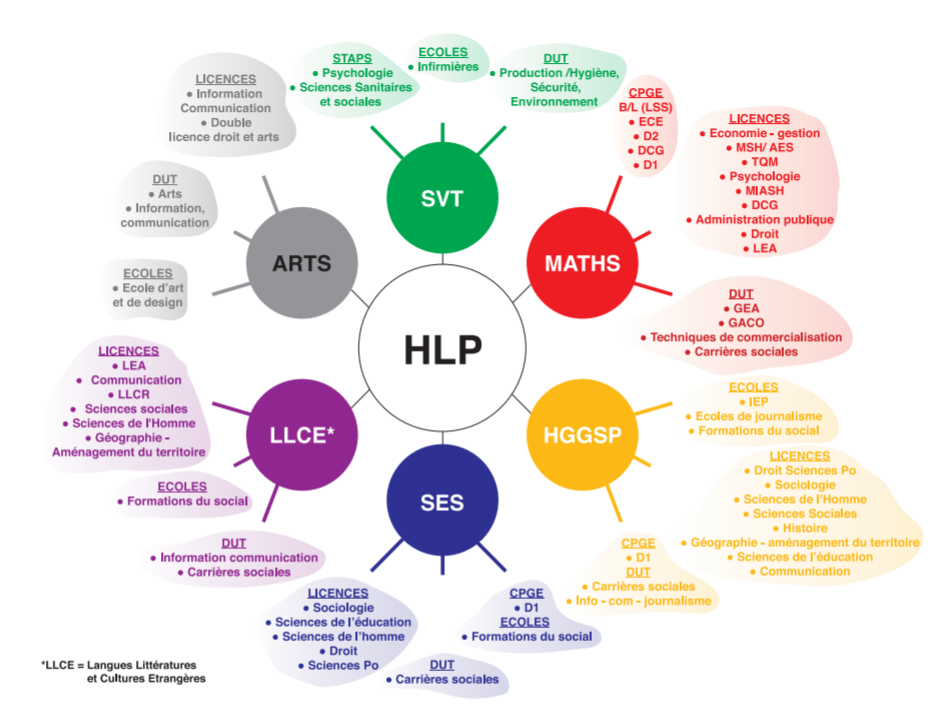 HLP
SVT
STAPS
• Psychologie
• Sciences Sanitaires
et sociales
ECOLES
• Infirmières
DUT
• Production /Hygiène,
Sécurité,
Environnement
MATHS
CPGE
B/L (LSS)
• ECE
• D2
• DCG
• D1
LICENCES
• Economie - gestion
• MSH/ AES
• TQM
• Psychologie
• MIASH
• DCG
• Administration publique
• Droit
• LEA
DUT
• GEA
• GACO
• Techniques de commercialisation
• Carrières sociales
HGGSP
ECOLES
• IEP
• Ecoles de journalisme
• Formations du social
LICENCES
• Droit Sciences Po
• Sociologie
• Sciences de l'Homme
• Sciences Sociales
• Histoire
• Géographie - aménagement du territoire
• Sciences de l'éducation
• Communication
CPGE
• D1
DUT
• Carrières sociales
• Info - com - journalisme
SES
CPGE
• D1
ECOLES
• Formations du social
DUT
• Carrières sociales
LICENCES
• Sociologie
• Sciences de l'éducation
• Sciences de l'homme
• Droit
• Sciences Po
LLCE*
LICENCES
• LEA
• Communication
• LLCR
• Sciences sociales
• Sciences de l'Homme
• Géographie -
Aménagement du territoire
ECOLES
• Formations du social
DUT
• Information communication
• Carrières sociales
ARTS
LICENCES
• Information
Communication
• Double
licence droit et arts
DUT
• Arts
• Information,
communication
ECOLES
• Ecole d'art
et de design
*LLCE = Langues Littératures
et Cultures Etrangères